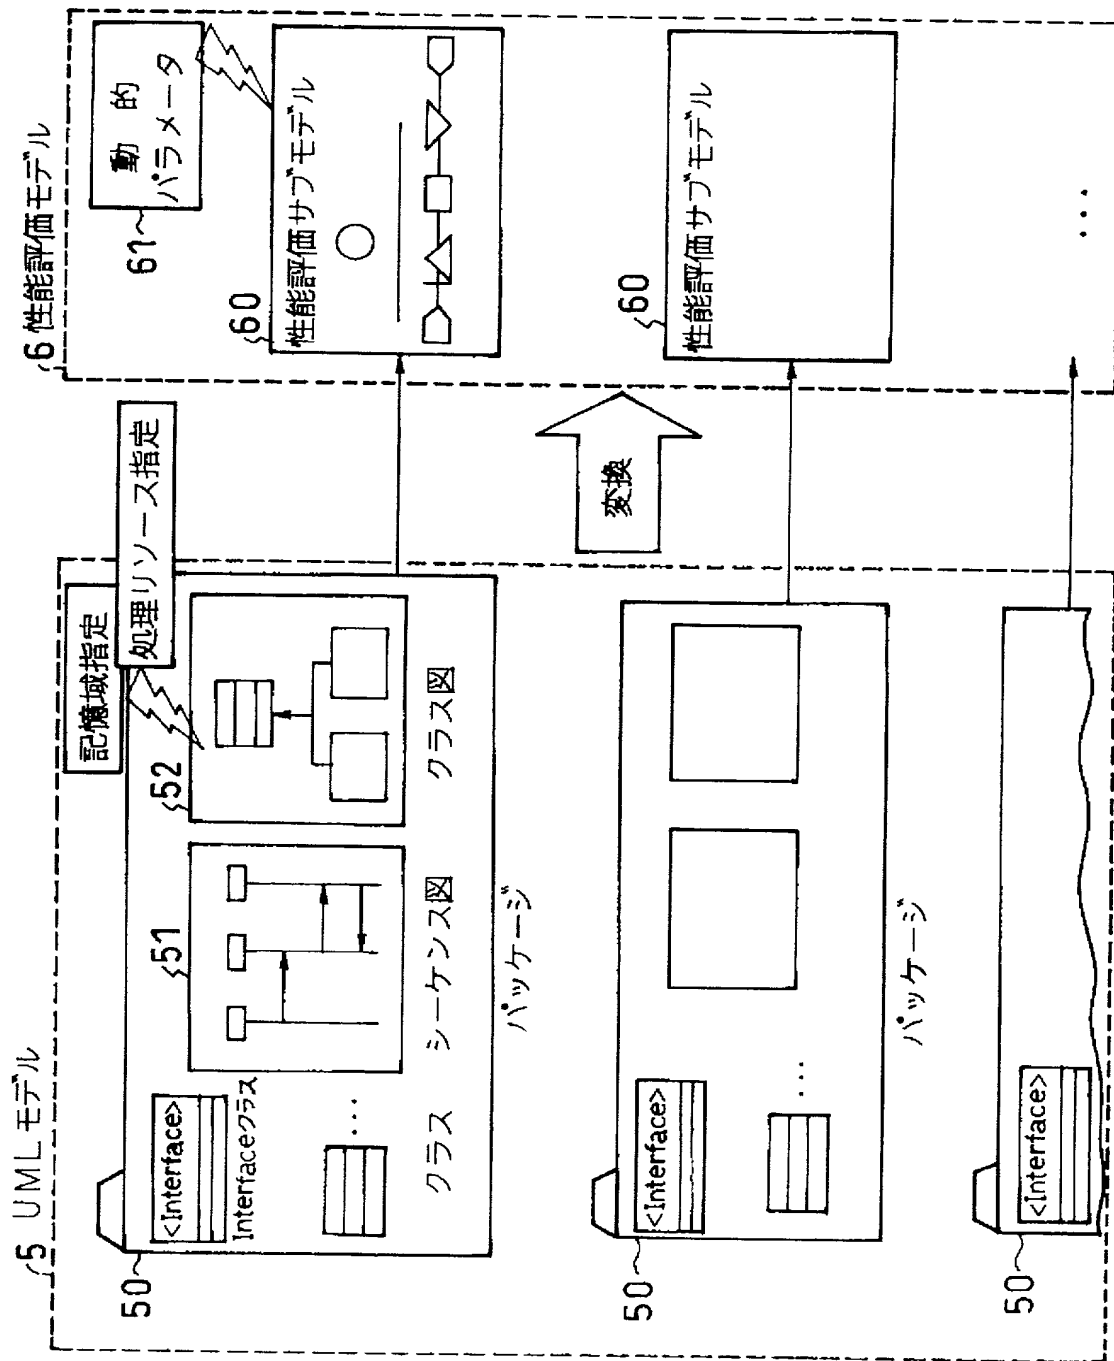 5 UMLモデル
記憶域指定
処理リソース指定
50
<Interface>
Interfaceクラス
...
クラス
51
シーケンス図
52
クラス図
パッケージ
50
<Interface>
...
パッケージ
50
<Interface>
変換
6 性能評価モデル
61
動的
パラメータ
60
性能評価サブモデル
60
性能評価サブモデル
...